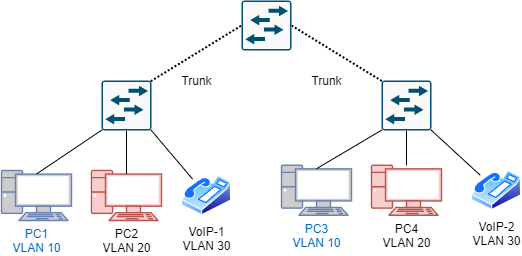 Trunk
Trunk
PC1
VLAN 10
PC2
VLAN 20
VoIP-1
VLAN 30
PC3
VLAN 10
PC4
VLAN 20
VoIP-2
VLAN 30